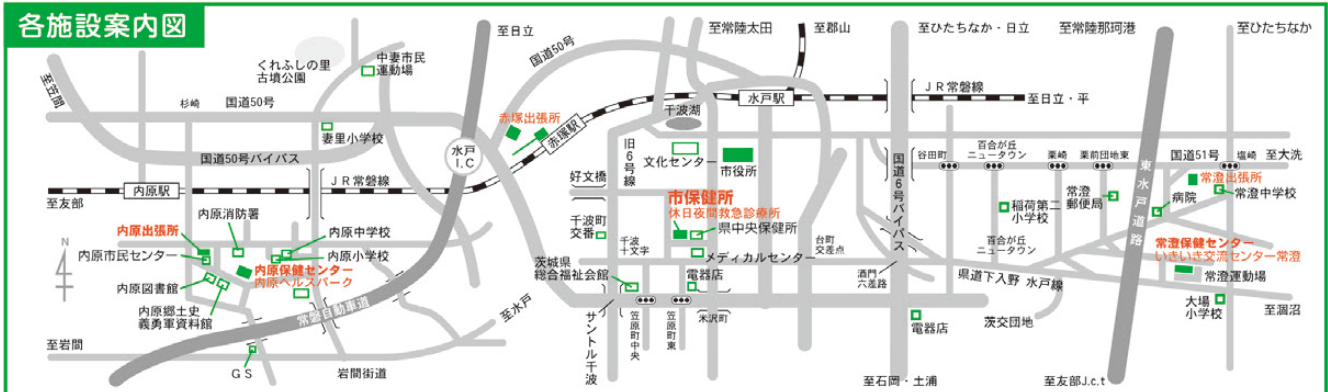 各施設案内図
至日立
至常陸太田
至郡山
至ひたちなか・日立
至常陸那珂港
至ひたちなか
くれふしの里
古墳公園
中妻市民
運動場
国道50号
至笠間
杉崎
国道50号
妻里小学校
赤塚出張所
赤塚駅
水戸
I.C
水戸駅
千波湖
JR常磐線
至日立・平
国道50号バイパス
内原駅
JR常磐線
至友部
旧6号線
文化センター
市役所
国道6号バイパス
谷田町
百合が丘
ニュータウン
栗崎
栗前団地東
東水戸道路
国道51号
塩崎
至大洗
好文橋
市保健所
休日夜間救急診療所
県中央保健所
千波町
交番
千波
十文字
メディカルセンター
台町
交差点
稲荷第二
小学校
常澄
郵便局
病院
常澄出張所
常澄中学校
内原消防署
内原中学校
内原出張所
内原市民センター
内原小学校
内原保健センター
内原ヘルスパーク
内原図書館
内原郷土史
義勇軍資料館
N
常磐自動車道
至水戸
茨城県
総合福祉会館
電器店
酒門
六差路
百合が丘
ニュータウン
県道下入野 水戸線
常澄保健センター
いきいき交流センター常澄
常澄運動場
大場
小学校
至涸沼
サントル千波
笠原町中央
笠原町東
米沢町
電器店
茨交団地
至岩間
GS
岩間街道
至石岡・土浦
至友部J.c.t